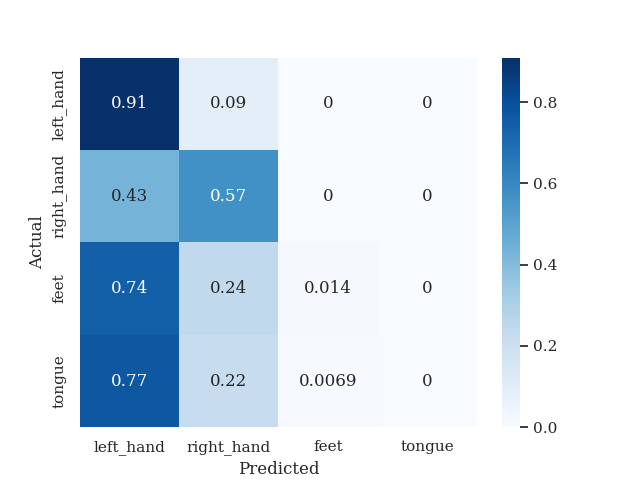 left_hand
0.91 0.09 0 0
right_hand
0.43 0.57 0 0
feet
0.74 0.24 0.014 0
tongue
0.77 0.22 0.0069 0
Actual
left_hand right_hand feet tongue
Predicted
0.8
0.6
0.4
0.2
0.0